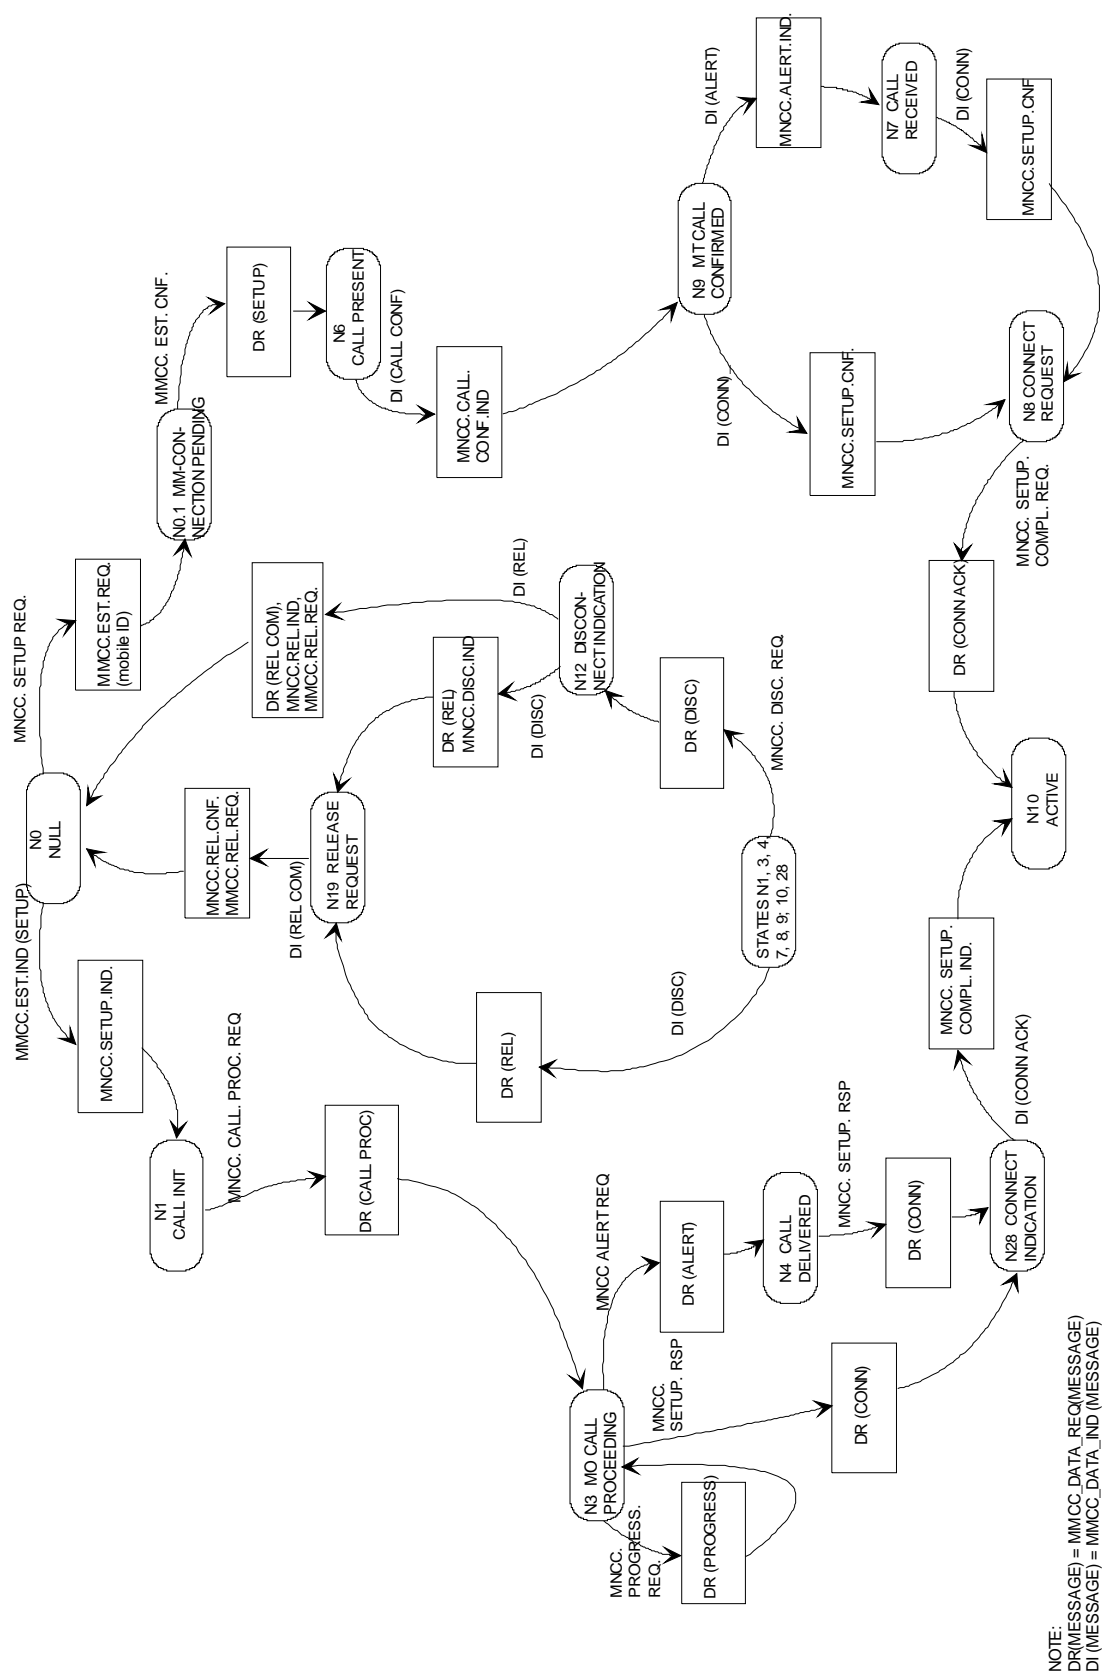 N0
NULL
MMCC.EST.IND (SETUP)
MNCC. SETUP REQ.
MNCC.SETUP.IND.
MNCC.REL.CNF.
MMCC.REL.REQ.
MMCC.EST.REQ.
(mobile ID)
N1
CALL INIT
DI (REL COM)
DR (REL COM),
MNCC.REL.IND,
MMCC.REL.REQ.
N0.1 MM-CON-
NECTION PENDING
MMCC. EST. CNF.
MNCC. CALL. PROC. REQ
DR (SETUP)
DR (CALL PROC)
N19 RELEASE
REQUEST
N6
CALL PRESENT
DR (REL)
MNCC.DISC.IND
DI (CALL CONF)
DI (REL)
MNCC.CALL.
CONF.IND
DR (REL)
DI (DISC)
N12 DISCON-
NECT INDICATION
N3 MO CALL
PROCEEDING
MNCC ALERT REQ
DI (DISC)
DR (DISC)
N9 MT CALL
CONFIRMED
DI (ALERT)
MNCC.
PROGRESS.
REQ.
MNCC.
SETUP. RSP
DR (ALERT)
DR (PROGRESS)
STATES N1, 3, 4,
7, 8, 9; 10, 28
MNCC. DISC. REQ.
DI (CONN)
MNCC.ALERT.IND.
N4 CALL
DELIVERED
DR (CONN)
MNCC. SETUP. RSP
MNCC.SETUP.CNF.
N7 CALL
RECEIVED
DR (CONN)
DI (CONN)
MNCC. SETUP.
COMPL. IND.
DR (CONN ACK)
MNCC.SETUP.CNF
N28 CONNECT
INDICATION
DI (CONN ACK)
N10
ACTIVE
MNCC. SETUP.
COMPL. REQ.
N8 CONNECT
REQUEST
NOTE:
DR(MESSAGE) = MMCC_DATA_REQ(MESSAGE)
DI (MESSAGE) = MMCC_DATA_IND (MESSAGE)